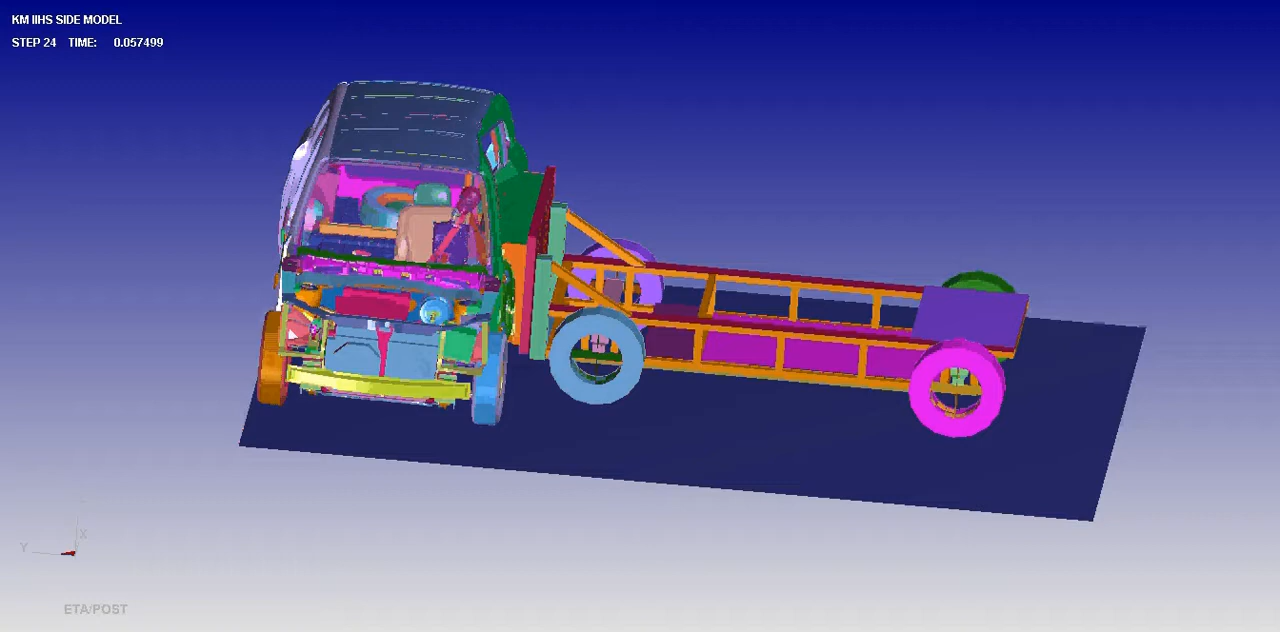 KM IIHS SIDE MODEL
STEP 24 TIME: 0.057499
X
Y
ETA/POST